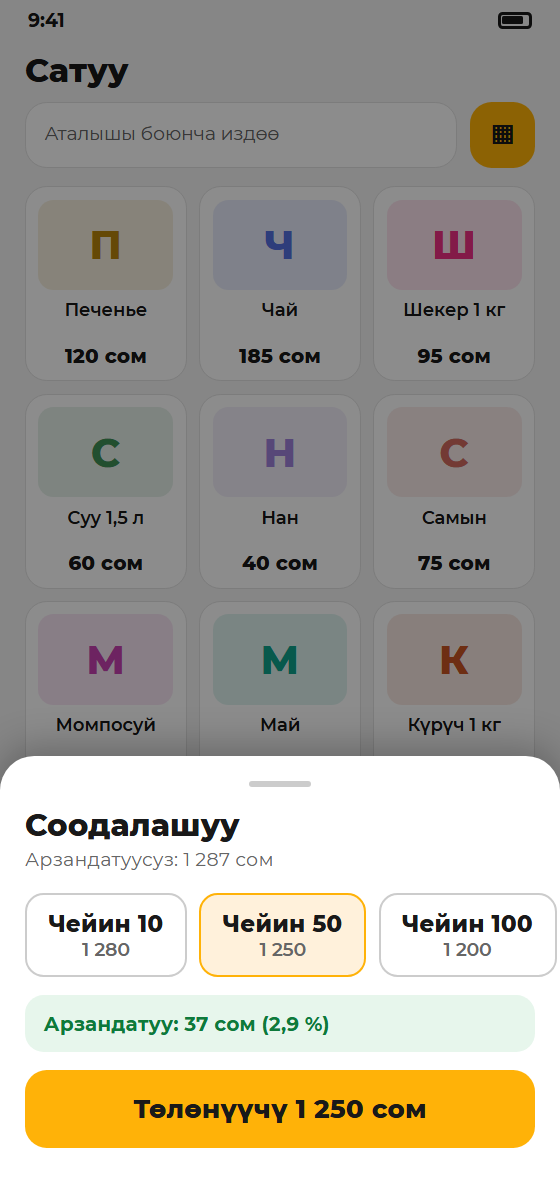 9:41
Сатуу
Аталышы боюнча издөө
П
Ч
Ш
Печенье
Чай
Шекер 1 кг
120 сом
185 сом
95 сом
С
Н
С
Суу 1,5 л
Нан
Самын
60 сом
40 сом
75 сом
М
М
К
Момпосуй
Май
Күрүч 1 кг
Соодалашуу
Арзандатуусуз: 1 287 сом
Чейин 10
1 280
Чейин 50
1 250
Чейин 100
1 200
Арзандатуу: 37 сом (2,9 %)
Төлөнүүчү 1 250 сом